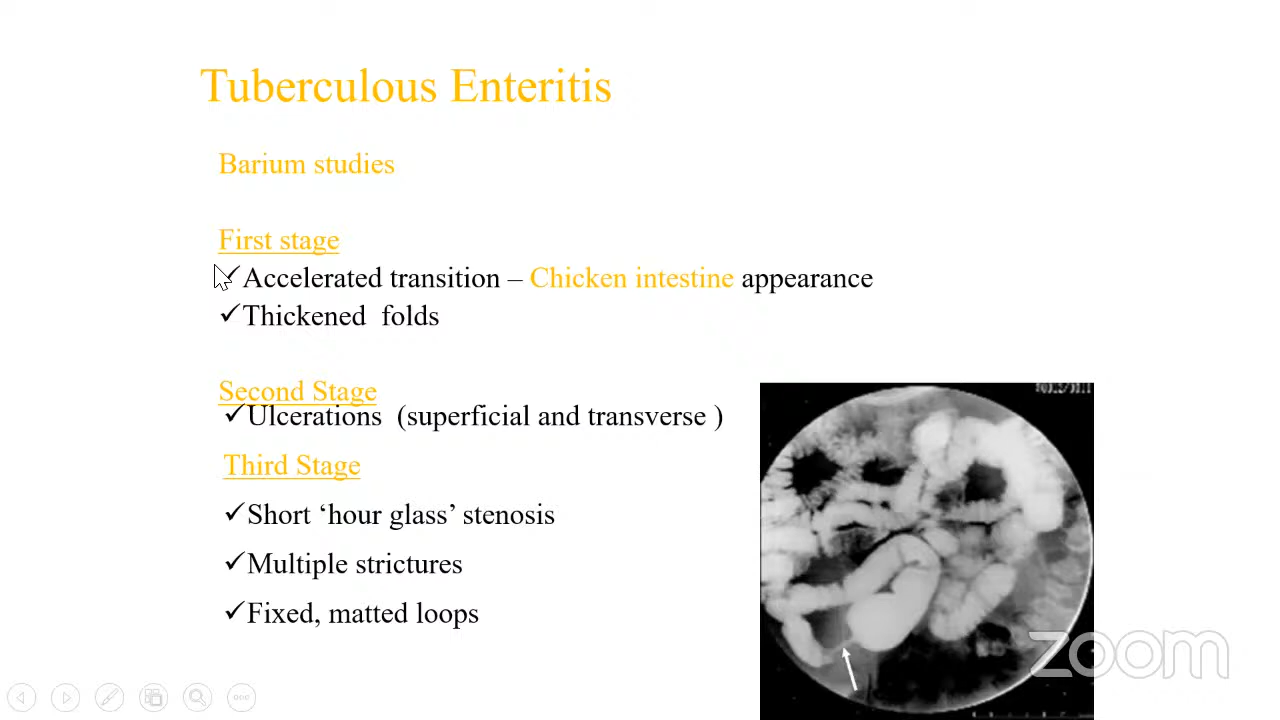 Tuberculous Enteritis
Barium studies
First stage
✓Accelerated transition – Chicken intestine appearance
✓Thickened folds
Second Stage
✓Ulcerations (superficial and transverse )
Third Stage
✓Short ‘hour glass’ stenosis
✓Multiple strictures
✓Fixed, matted loops
zoom